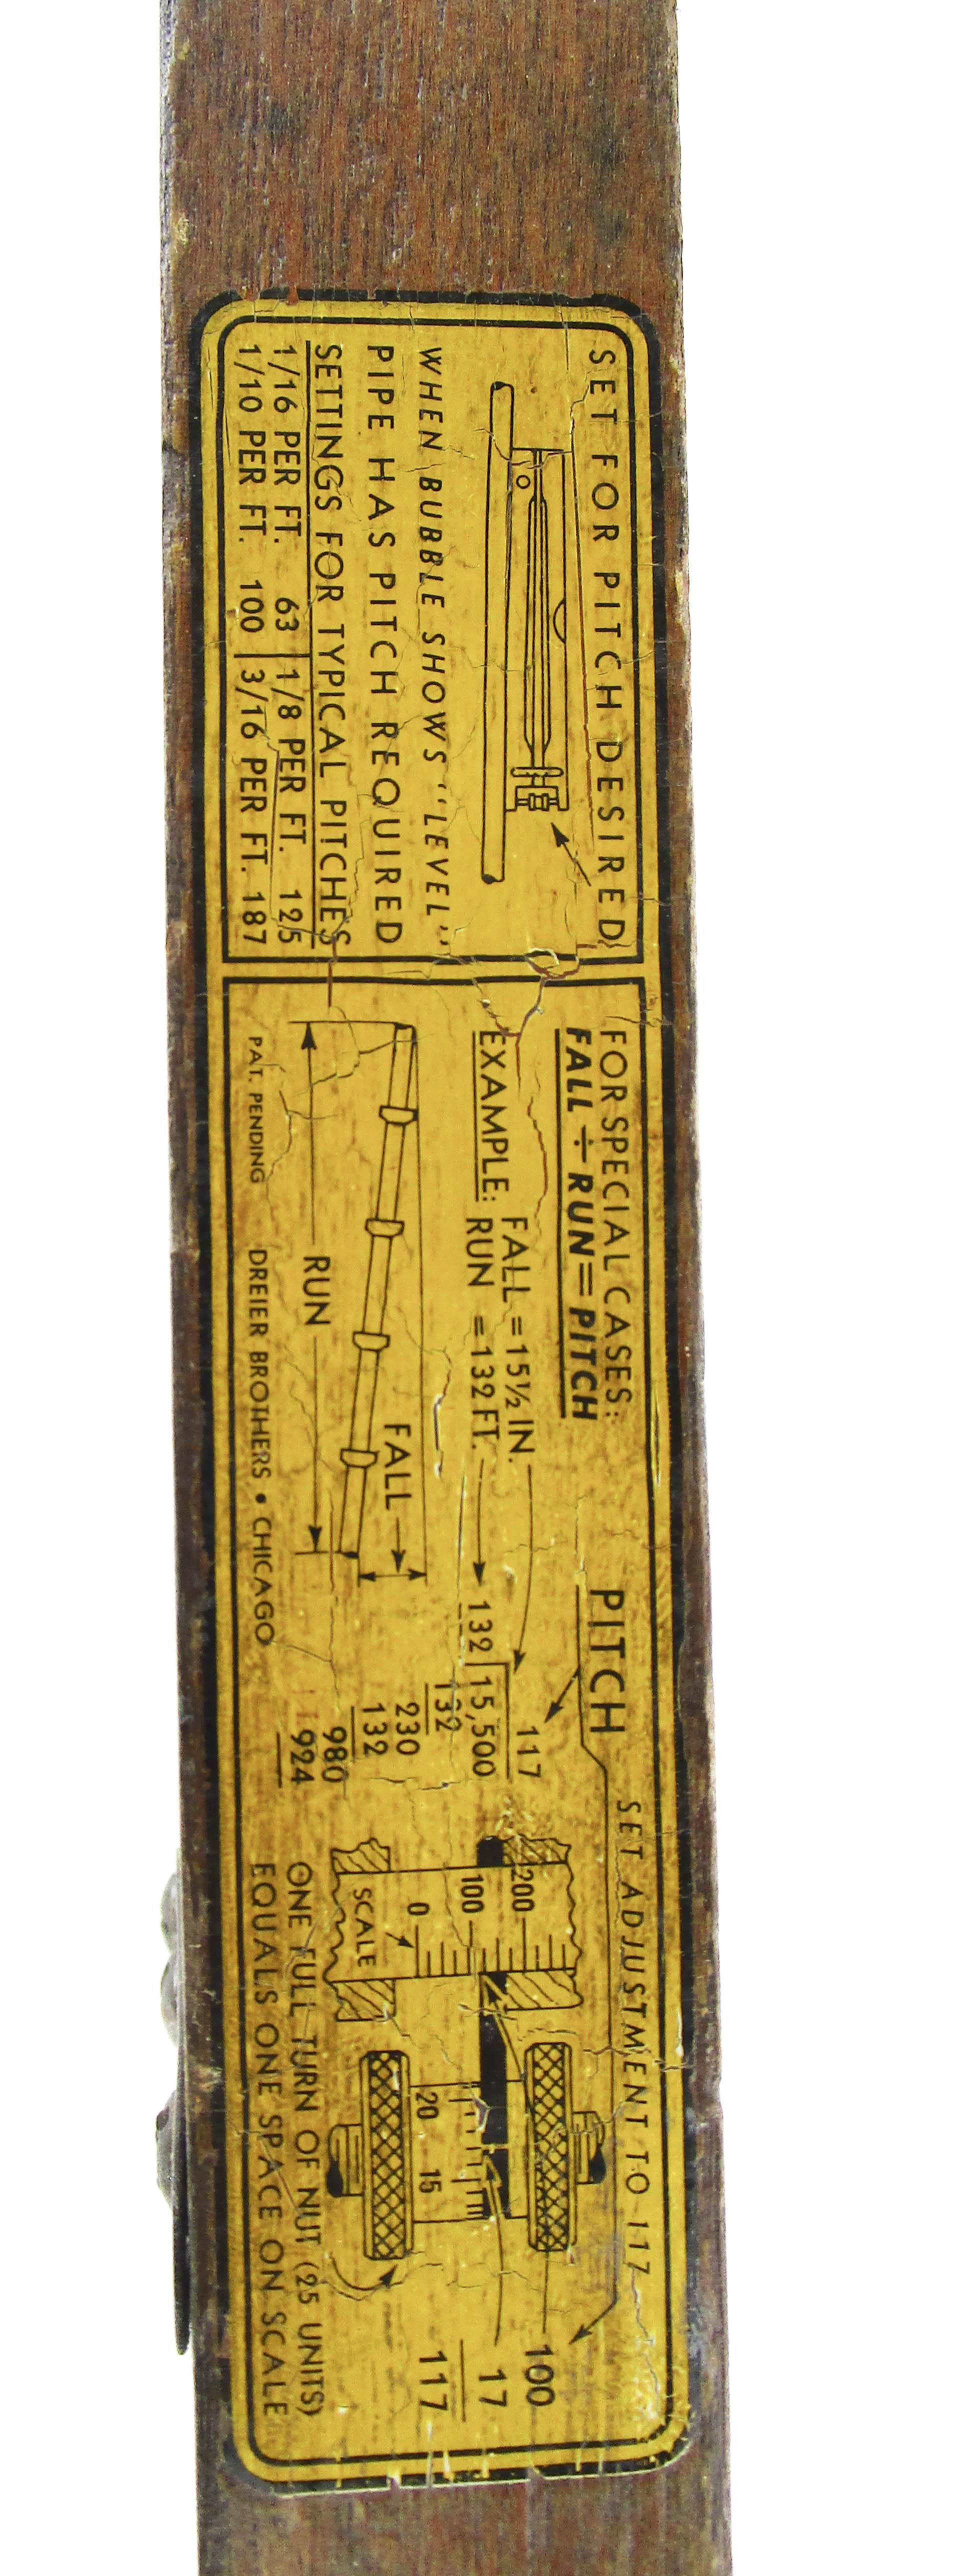 SET FOR PITCH DESIRED
WHEN BUBBLE SHOWS "LEVEL"
PIPE HAS PITCH REQUIRED
SETTINGS FOR TYPICAL PITCHES
1/16 PER FT. 63 | 1/8 PER FT. 125
1/10 PER FT. 100 | 3/16 PER FT. 187
FOR SPECIAL CASES:
FALL ÷ RUN = PITCH
EXAMPLE: FALL = 15½ IN.
RUN = 132 FT.
FALL
RUN
PAT. PENDING DREIER BROTHERS • CHICAGO
PITCH
117
132 15,500
132
230
132
980
924
SET ADJUSTMENT TO 117
200
100
0
SCALE
20 15
100
17
117
ONE FULL TURN OF NUT (25 UNITS)
EQUALS ONE SPACE ON SCALE